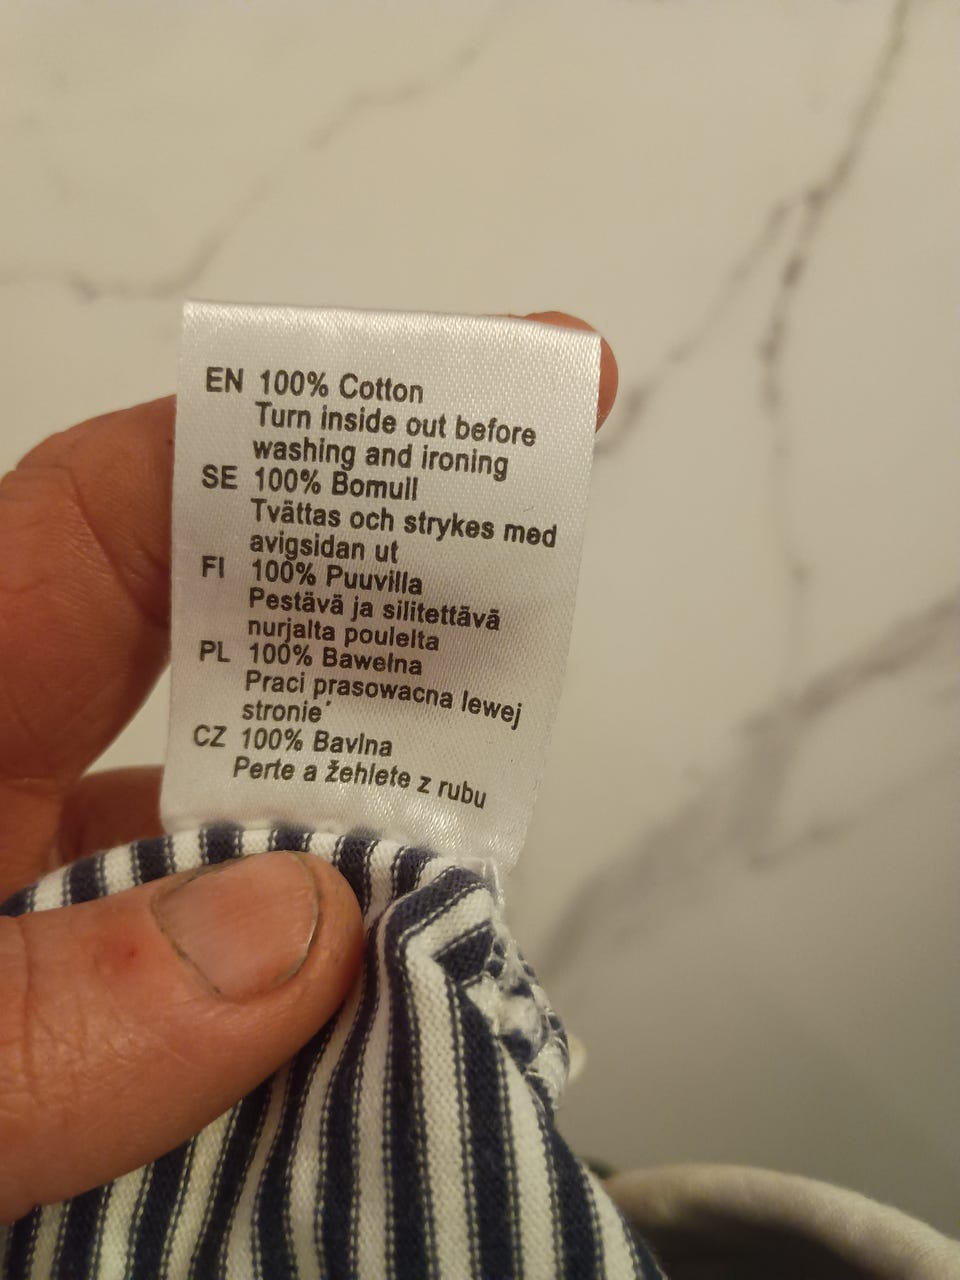 EN 100% Cotton
Turn inside out before
washing and ironing
SE 100% Bomull
Tvättas och strykes med
avigsidan ut
FI 100% Puuvilla
Pestävä ja silitettävä
nurjalta poulelta
PL 100% Bawełna
Praci prasowacna lewej
stronie´
CZ 100% Bavlna
Perte a žehlete z rubu